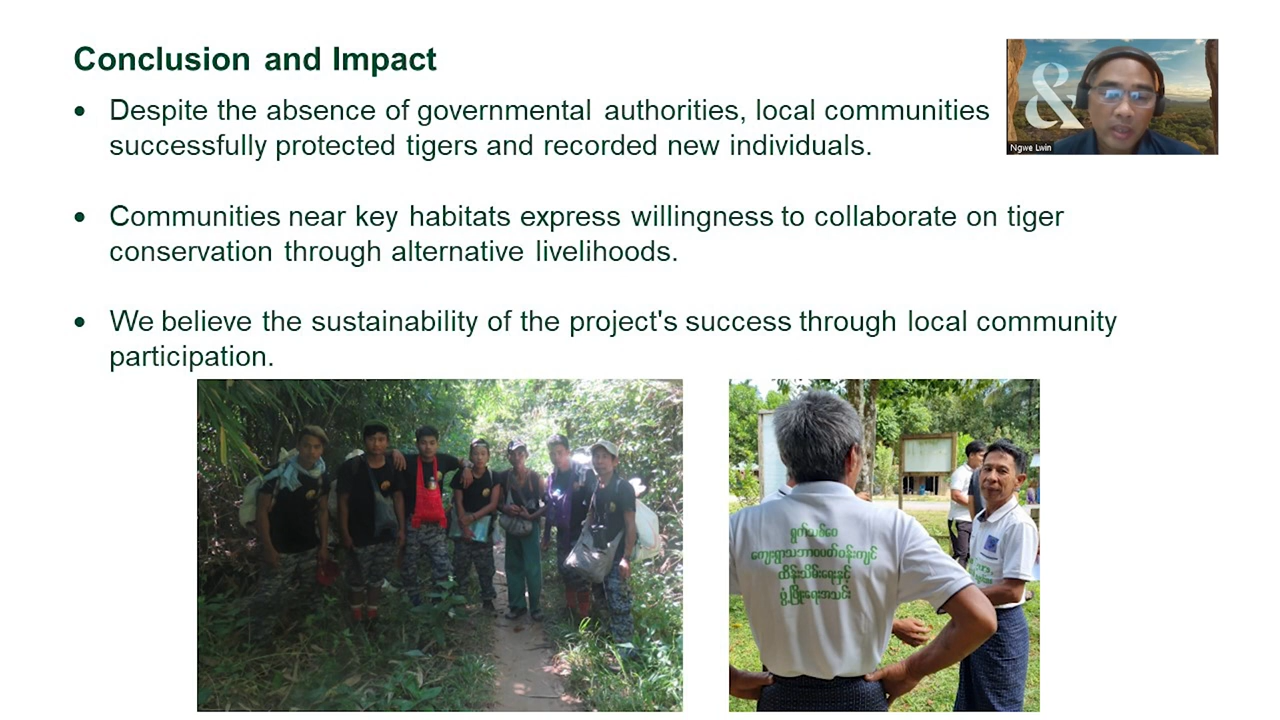 Conclusion and Impact
• Despite the absence of governmental authorities, local communities
successfully protected tigers and recorded new individuals.
&
Ngwe Lwin
• Communities near key habitats express willingness to collaborate on tiger
conservation through alternative livelihoods.
• We believe the sustainability of the project's success through local community
participation.
ရွက်သစ်ဝေ
ကျေးရွာသဘာဝပတ်ဝန်းကျင်
ထိန်းသိမ်းရေးနှင့်
ဖွံ့ဖြိုးရေးအသင်း